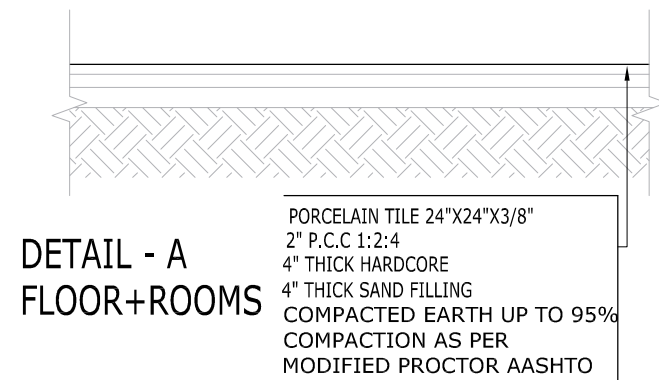 PORCELAIN TILE 24"X24"X3/8"
2" P.C.C 1:2:4
4" THICK HARDCORE
4" THICK SAND FILLING
COMPACTED EARTH UP TO 95%
COMPACTION AS PER
MODIFIED PROCTOR AASHTO
DETAIL - A
FLOOR+ROOMS